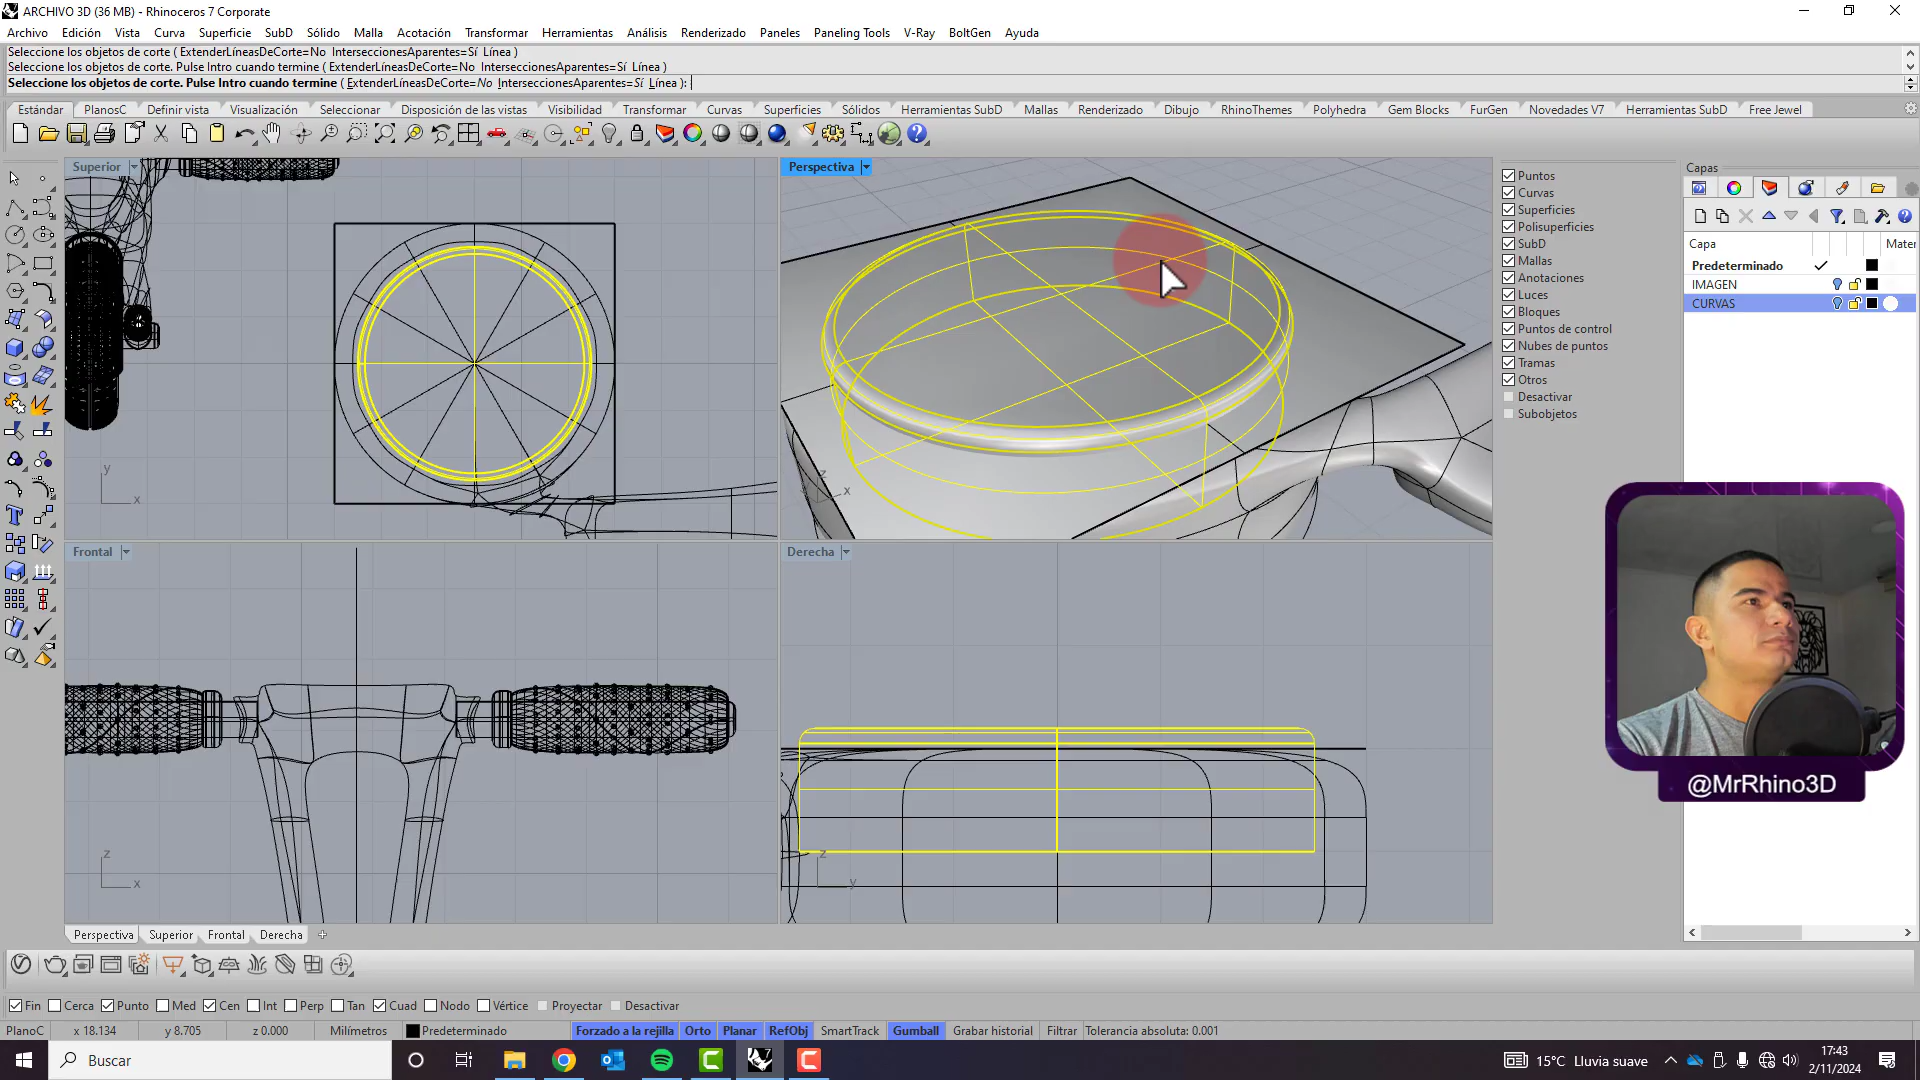 ARCHIVO 3D (36 MB) - Rhinoceros 7 Corporate
Archivo Edición Vista Curva Superficie SubD Sólido Malla Acotación Transformar Herramientas Análisis Renderizado Paneles Paneling Tools V-Ray BoltGen Ayuda
Seleccione los objetos de corte ( ExtenderLíneasDeCorte=No InterseccionesAparentes=Sí Línea )
Seleccione los objetos de corte. Pulse Intro cuando termine ( ExtenderLíneasDeCorte=No InterseccionesAparentes=Sí Línea )
Seleccione los objetos de corte. Pulse Intro cuando termine ( ExtenderLíneasDeCorte=No InterseccionesAparentes=Sí Línea ):
Estándar PlanosC Definir vista Visualización Seleccionar Disposición de las vistas Visibilidad Transformar Curvas Superficies Sólidos Herramientas SubD Mallas Renderizado Dibujo RhinoThemes Polyhedra Gem Blocks FurGen Novedades V7 Herramientas SubD Free Jewel
Superior
Perspectiva
Frontal
Derecha
y
x
z
x
z
x
z
y
Puntos
Curvas
Superficies
Polisuperficies
SubD
Mallas
Anotaciones
Luces
Bloques
Puntos de control
Nubes de puntos
Tramas
Otros
Desactivar
Subobjetos
Capas
Capa Mater
Predeterminado
IMAGEN
CURVAS
@MrRhino3D
Perspectiva Superior Frontal Derecha
Fin Cerca Punto Med Cen Int Perp Tan Cuad Nodo Vértice Proyectar Desactivar
PlanoC x 18.134 y 8.705 z 0.000 Milímetros Predeterminado Forzado a la rejilla Orto Planar RefObj SmartTrack Gumball Grabar historial Filtrar Tolerancia absoluta: 0.001
Buscar
15°C Lluvia suave
17:43
2/11/2024